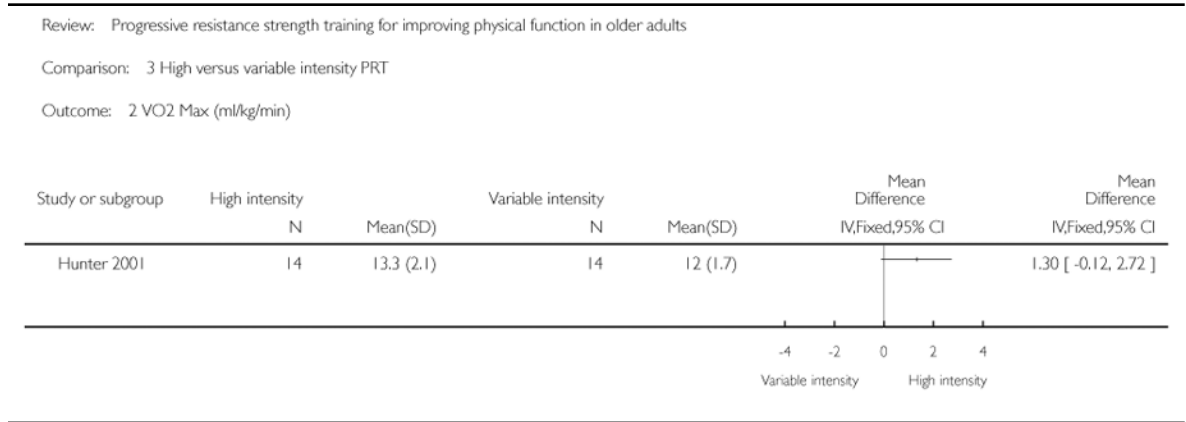 Review: Progressive resistance strength training for improving physical function in older adults
Comparison: 3 High versus variable intensity PRT
Outcome: 2 VO2 Max (ml/kg/min)
Study or subgroup High intensity Variable intensity Mean Difference Mean Difference
N Mean(SD) N Mean(SD) IV,Fixed,95% CI IV,Fixed,95% CI
Hunter 2001 14 13.3 (2.1) 14 12 (1.7) 1.30 [ -0.12, 2.72 ]
-4 -2 0 2 4
Variable intensity High intensity